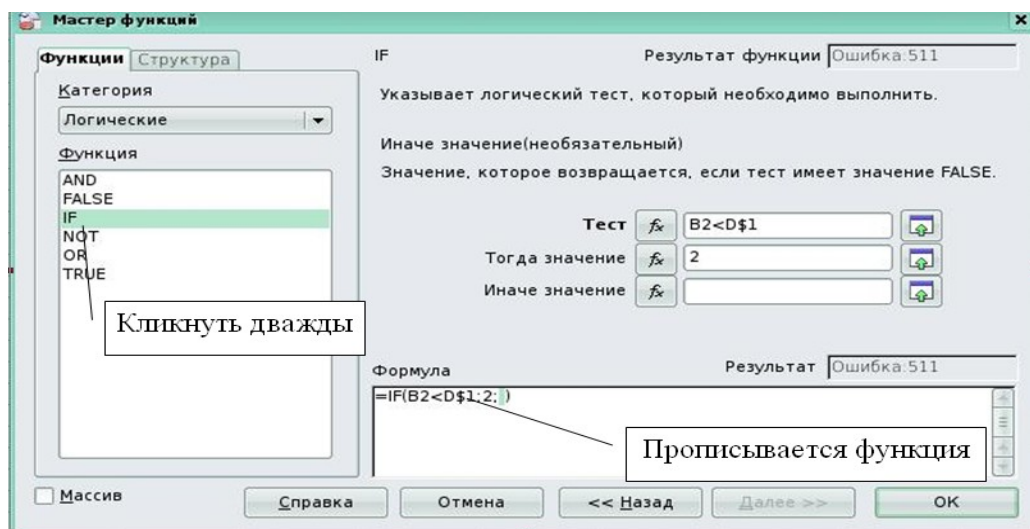 Мастер функций
Функции Структура
Категория
Логические
Функция
AND
FALSE
IF
NOT
OR
TRUE
Кликнуть дважды
IF Результат функции Ошибка:511
Указывает логический тест, который необходимо выполнить.
Иначе значение(необязательный)
Значение, которое возвращается, если тест имеет значение FALSE.
Тест fx B2<D$1
Тогда значение fx 2
Иначе значение fx
Формула Результат Ошибка:511
=IF(B2<D$1;2; )
Прописывается функция
Массив Справка Отмена << Назад Далее >> OK